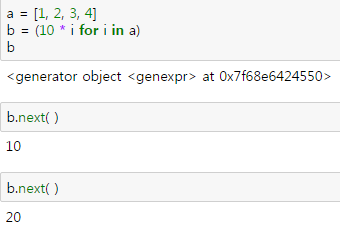 a = [1, 2, 3, 4]
b = (10 * i for i in a)
b
<generator object <genexpr> at 0x7f68e6424550>
b.next( )
10
b.next( )
20